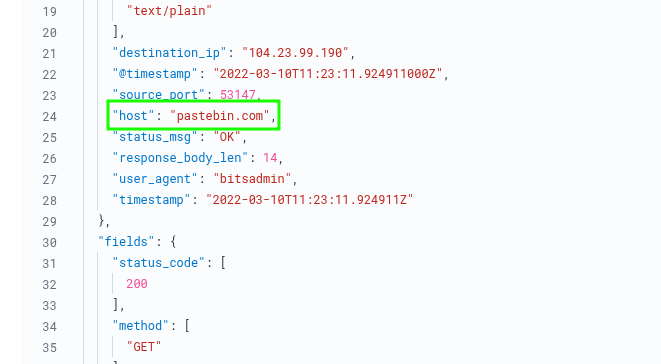 19 "text/plain"
20 ],
21 "destination_ip": "104.23.99.190",
22 "@timestamp": "2022-03-10T11:23:11.924911000Z",
23 "source_port": 53147,
24 "host": "pastebin.com",
25 "status_msg": "OK",
26 "response_body_len": 14,
27 "user_agent": "bitsadmin",
28 "timestamp": "2022-03-10T11:23:11.924911Z"
29 },
30 "fields": {
31 "status_code": [
32 200
33 ],
34 "method": [
35 "GET"